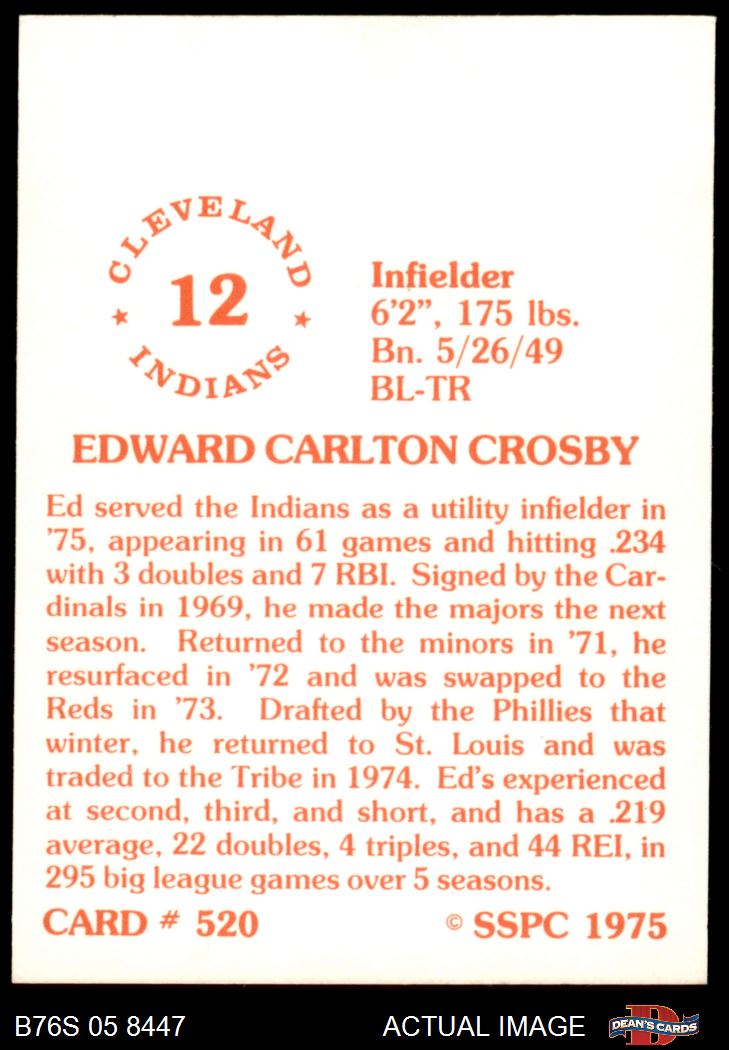 CLEVELAND
12
INDIANS
Infielder
6'2", 175 lbs.
Bn. 5/26/49
BL-TR
EDWARD CARLTON CROSBY
Ed served the Indians as a utility infielder in
'75, appearing in 61 games and hitting .234
with 3 doubles and 7 RBI. Signed by the Car-
dinals in 1969, he made the majors the next
season. Returned to the minors in '71, he
resurfaced in '72 and was swapped to the
Reds in '73. Drafted by the Phillies that
winter, he returned to St. Louis and was
traded to the Tribe in 1974. Ed's experienced
at second, third, and short, and has a .219
average, 22 doubles, 4 triples, and 44 REI, in
295 big league games over 5 seasons.
CARD # 520 © SSPC 1975
B76S 05 8447 ACTUAL IMAGE D DEAN'S CARDS